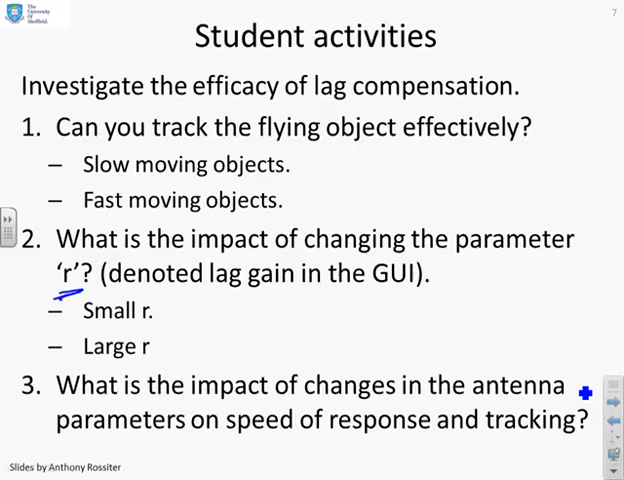 The
University
Of
Sheffield.
7
Student activities
Investigate the efficacy of lag compensation.
1. Can you track the flying object effectively?
– Slow moving objects.
– Fast moving objects.
2. What is the impact of changing the parameter
‘r’? (denoted lag gain in the GUI).
– Small r.
– Large r
3. What is the impact of changes in the antenna
parameters on speed of response and tracking?
Slides by Anthony Rossiter